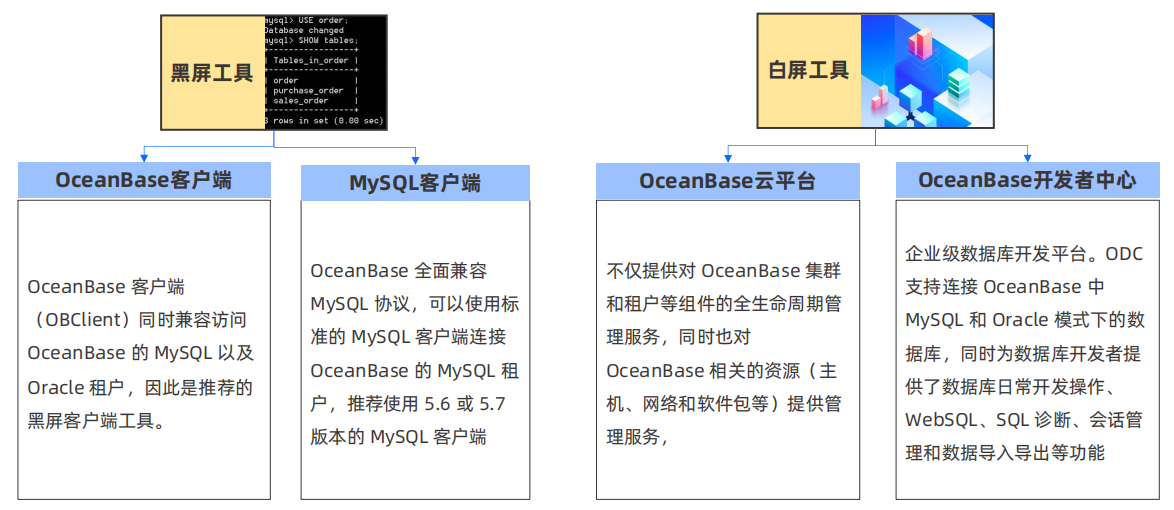 黑屏工具
mysql> USE order;
Database changed
mysql> SHOW tables;
+-----------------+
| Tables_in_order |
+-----------------+
| order |
| purchase_order |
| sales_order |
+-----------------+
3 rows in set (0.00 sec)
白屏工具
OceanBase客户端
OceanBase 客户端
（OBClient）同时兼容访问
OceanBase 的 MySQL 以及
Oracle 租户，因此是推荐的
黑屏客户端工具。
MySQL客户端
OceanBase 全面兼容
MySQL 协议，可以使用标
准的 MySQL 客户端连接
OceanBase 的 MySQL 租
户，推荐使用 5.6 或 5.7
版本的 MySQL 客户端
OceanBase云平台
不仅提供对 OceanBase 集群
和租户等组件的全生命周期管
理服务，同时也对
OceanBase 相关的资源（主
机、网络和软件包等）提供管
理服务，
OceanBase开发者中心
企业级数据库开发平台。ODC
支持连接 OceanBase 中
MySQL 和 Oracle 模式下的数
据库，同时为数据库开发者提
供了数据库日常开发操作、
WebSQL、SQL 诊断、会话管
理和数据导入导出等功能